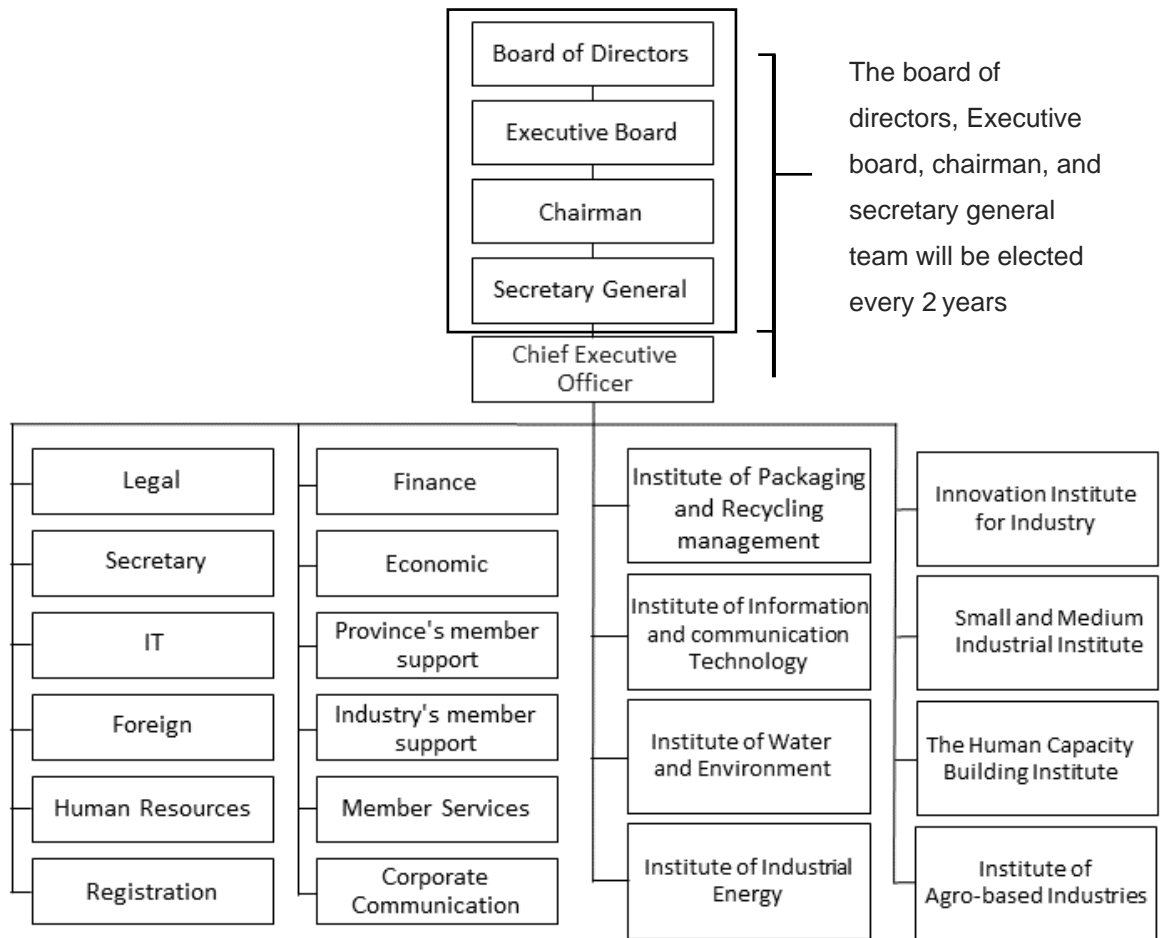 Board of Directors
Executive Board
Chairman
Secretary General
Chief Executive
Officer
The board of
directors, Executive
board, chairman, and
secretary general
team will be elected
every 2 years
Legal
Secretary
IT
Foreign
Human Resources
Registration
Finance
Economic
Province's member
support
Industry's member
support
Member Services
Corporate
Communication
Institute of Packaging
and Recycling
management
Institute of Information
and communication
Technology
Institute of Water
and Environment
Institute of Industrial
Energy
Innovation Institute
for Industry
Small and Medium
Industrial Institute
The Human Capacity
Building Institute
Institute of
Agro-based Industries